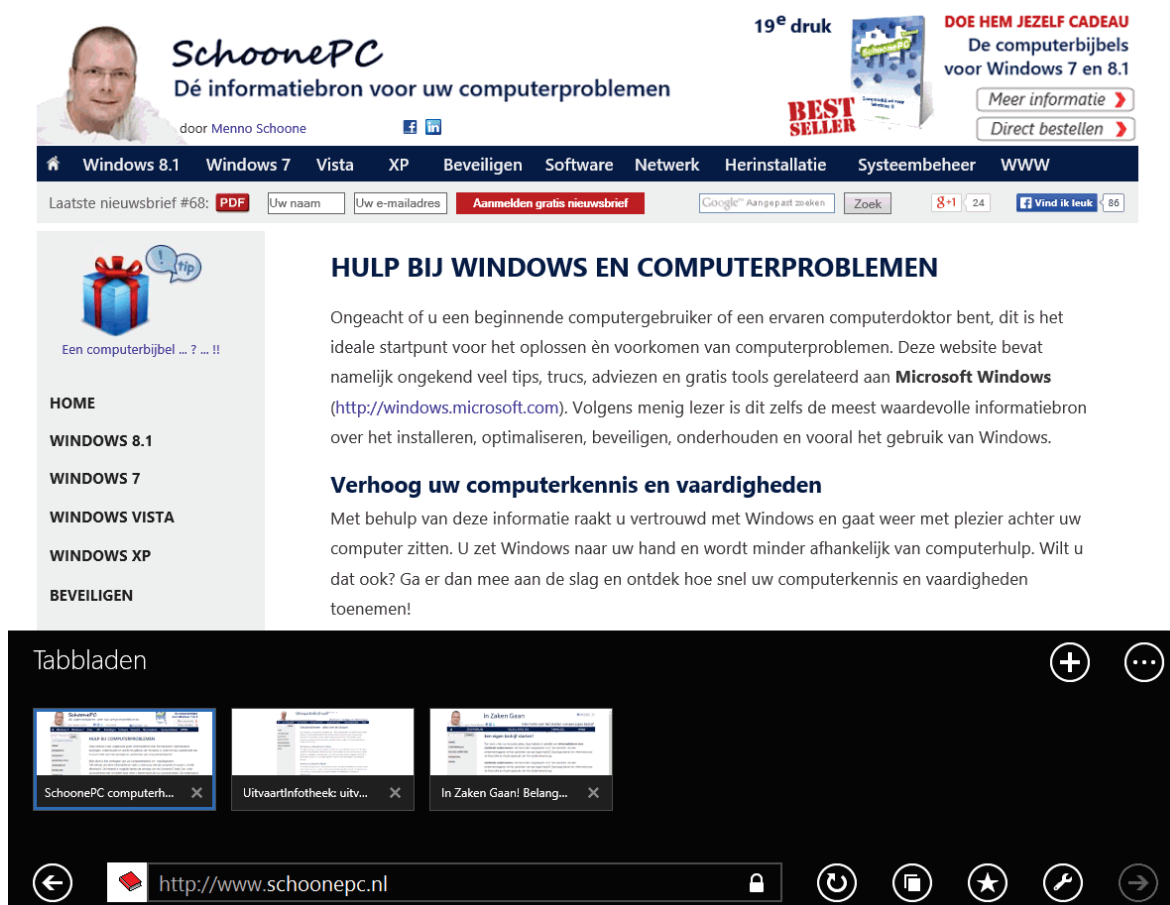 SchoonePC
Dé informatiebron voor uw computerproblemen
door Menno Schoone
19e druk
BEST
SELLER
SchoonePC
DOE HEM JEZELF CADEAU
De computerbijbels
voor Windows 7 en 8.1
Meer informatie
Direct bestellen
Windows 8.1 Windows 7 Vista XP Beveiligen Software Netwerk Herinstallatie Systeembeheer WWW
Laatste nieuwsbrief #68: PDF Uw naam Uw e-mailadres Aanmelden gratis nieuwsbrief Google™ Aangepast zoeken Zoek g+1 24 Vind ik leuk 86
! tip
Een computerbijbel ... ? ... !!
HOME
WINDOWS 8.1
WINDOWS 7
WINDOWS VISTA
WINDOWS XP
BEVEILIGEN
HULP BIJ WINDOWS EN COMPUTERPROBLEMEN
Ongeacht of u een beginnende computergebruiker of een ervaren computerdoktor bent, dit is het
ideale startpunt voor het oplossen èn voorkomen van computerproblemen. Deze website bevat
namelijk ongekend veel tips, trucs, adviezen en gratis tools gerelateerd aan Microsoft Windows
(http://windows.microsoft.com). Volgens menig lezer is dit zelfs de meest waardevolle informatiebron
over het installeren, optimaliseren, beveiligen, onderhouden en vooral het gebruik van Windows.
Verhoog uw computerkennis en vaardigheden
Met behulp van deze informatie raakt u vertrouwd met Windows en gaat weer met plezier achter uw
computer zitten. U zet Windows naar uw hand en wordt minder afhankelijk van computerhulp. Wilt u
dat ook? Ga er dan mee aan de slag en ontdek hoe snel uw computerkennis en vaardigheden
toenemen!
Tabbladen
SchoonePC
HULP BIJ COMPUTERPROBLEMEN
In Zaken Gaan
Een eigen bedrijf starten?
SchoonePC computerh...
UitvaartInfotheek: uitv...
In Zaken Gaan! Belang...
http://www.schoonepc.nl